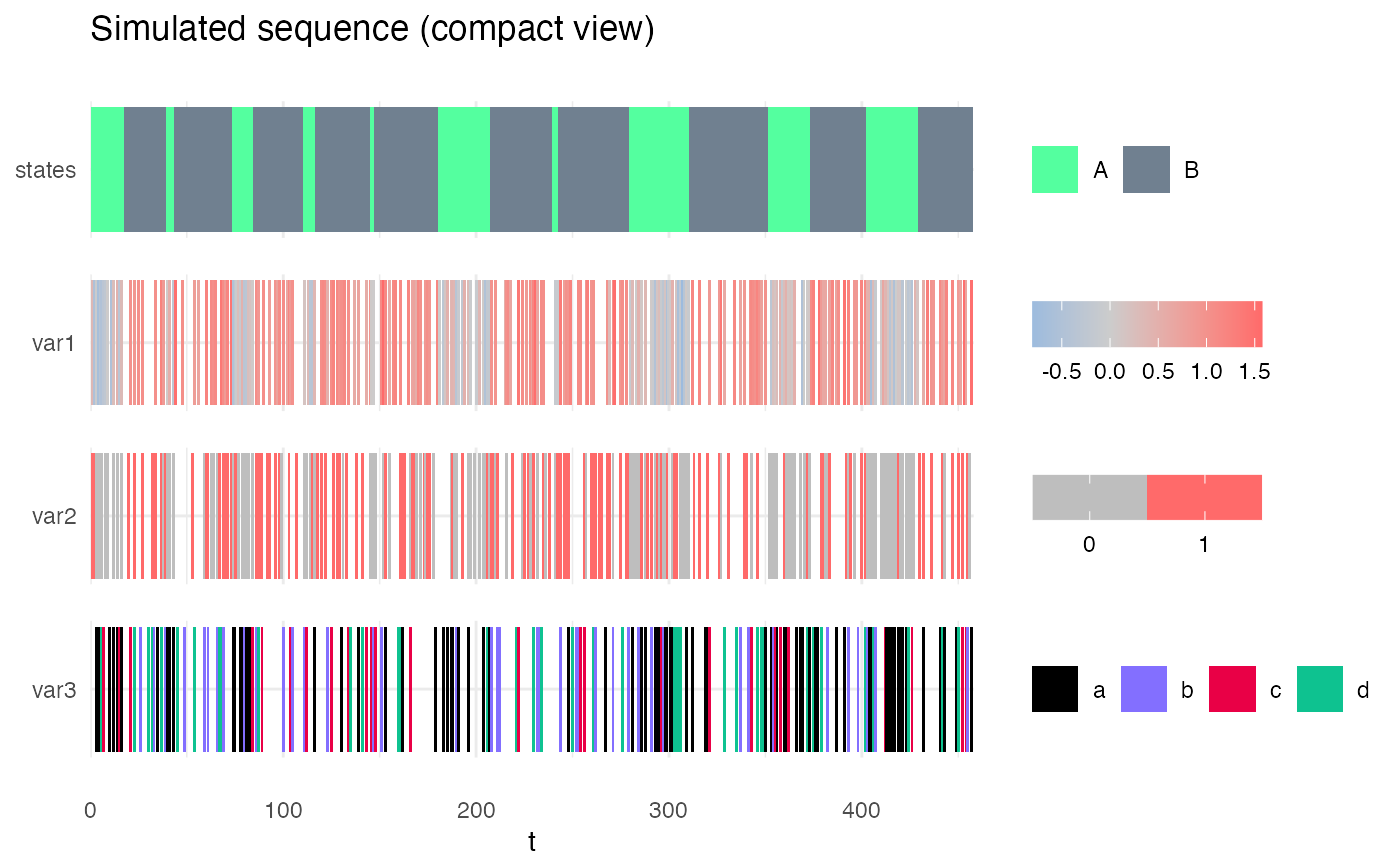 Simulated sequence (compact view)
states
A B
var1
-0.5 0.0 0.5 1.0 1.5
var2
0 1
var3
a b c d
0 100 200 300 400
t